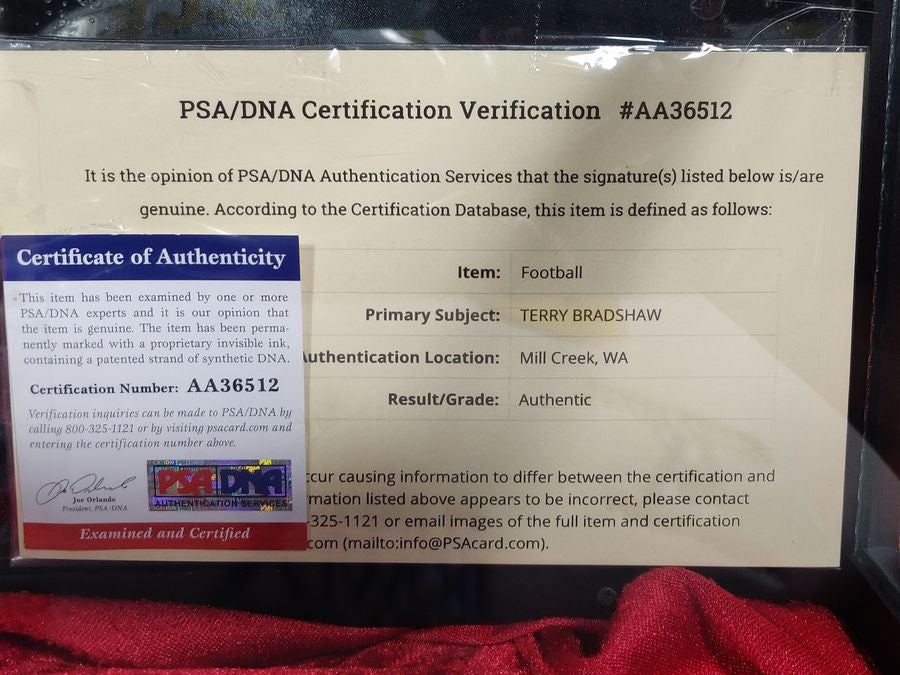 PSA/DNA Certification Verification #AA36512
It is the opinion of PSA/DNA Authentication Services that the signature(s) listed below is/are
genuine. According to the Certification Database, this item is defined as follows:
Item: Football
Primary Subject: TERRY BRADSHAW
Authentication Location: Mill Creek, WA
Result/Grade: Authentic
ccur causing information to differ between the certification and
rmation listed above appears to be incorrect, please contact
-325-1121 or email images of the full item and certification
com (mailto:info@PSAcard.com).
Certificate of Authenticity
This item has been examined by one or more
PSA/DNA experts and it is our opinion that
the item is genuine. The item has been perma-
nently marked with a proprietary invisible ink,
containing a patented strand of synthetic DNA.
Certification Number: AA36512
Verification inquiries can be made to PSA/DNA by
calling 800-325-1121 or by visiting psacard.com and
entering the certification number above.
Joe Orlando
President, PSA/DNA
PSA DNA
AUTHENTICATION SERVICES
Examined and Certified